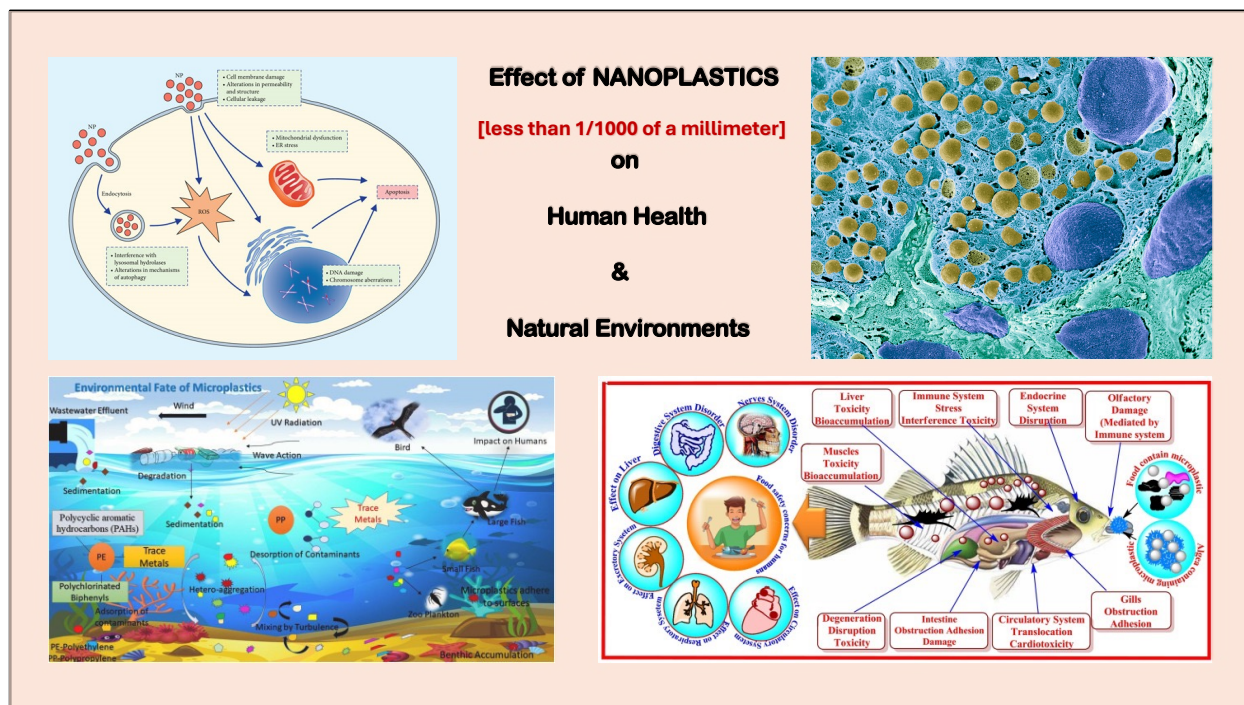 Effect of NANOPLASTICS
[less than 1/1000 of a millimeter]
on
Human Health
&
Natural Environments
NP
• Cell membrane damage
• Alterations in permeability
and structure
• Cellular leakage
NP
• Mitochondrial dysfunction
• ER stress
Endocytosis
ROS
Apoptosis
• Interference with
lysosomal hydrolases
• Alterations in mechanisms
of autophagy
• DNA damage
• Chromosome aberrations
Environmental Fate of Microplastics
Wastewater Effluent
Wind
UV Radiation
Bird
Impact on Humans
Wave Action
Degradation
Sedimentation
Sedimentation
Polycyclic aromatic
hydrocarbons (PAHs)
PP
Trace
Metals
Large Fish
PE
Trace
Metals
Desorption of Contaminants
Small Fish
Polychlorinated
Biphenyls
Hetero-aggregation
Microplastics adhere
to surfaces
Adsorption of
contaminants
Zoo Plankton
Mixing by Turbulence
PE-Polyethylene
PP-Polypropylene
Benthic Accumulation
Digestive System Disorder
Nerves System Disorder
Effect on Liver
Effect on Excretory System
Effect on Respiratory System
Effect on Circulatory System
Food safety concerns for humans
Liver
Toxicity
Bioaccumulation
Immune System
Stress
Interference Toxicity
Endocrine
System
Disruption
Olfactory
Damage
(Mediated by
Immune system
Muscles
Toxicity
Bioaccumulation
Food contain microplastic
Algea containing microplastic
Degeneration
Disruption
Toxicity
Intestine
Obstruction Adhesion
Damage
Circulatory System
Translocation
Cardiotoxicity
Gills
Obstruction
Adhesion